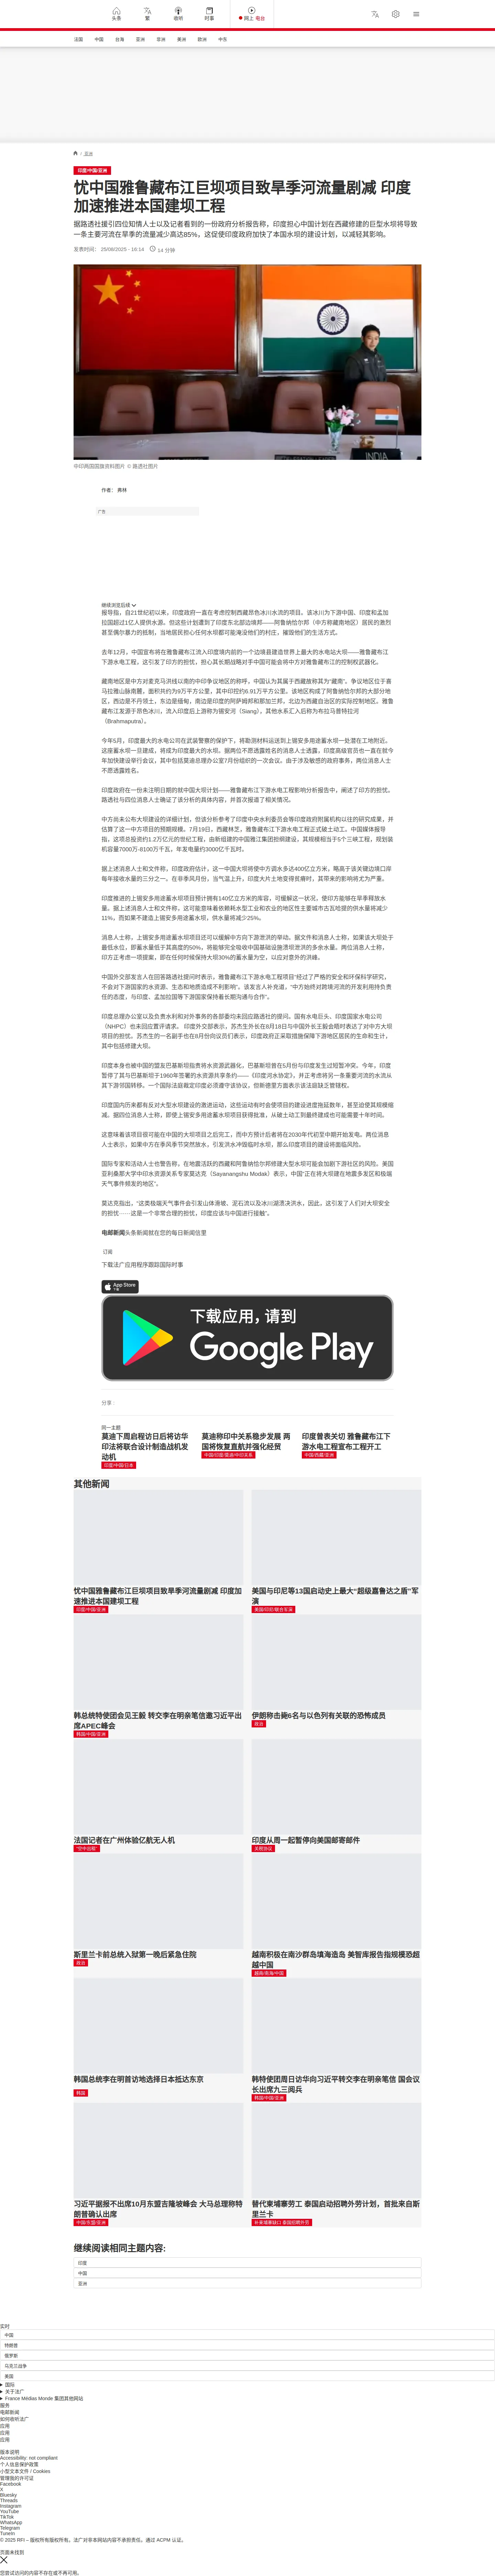 头条
繁
收听
时事
网上 电台
法国
中国
台海
亚洲
非洲
美洲
欧洲
中东
/ 亚洲
印度/中国/亚洲
忧中国雅鲁藏布江巨坝项目致旱季河流量剧减 印度
加速推进本国建坝工程
据路透社援引四位知情人士以及记者看到的一份政府分析报告称，印度担心中国计划在西藏修建的巨型水坝将导致
一条主要河流在旱季的流量减少高达85%，这促使印度政府加快了本国水坝的建设计划，以减轻其影响。
发表时间： 25/08/2025 - 16:14 14 分钟
INDIA
中印两国国旗资料图片 © 路透社图片
作者： 弗林
广告
继续浏览后续
报导指，自21世纪初以来，印度政府一直在考虑控制西藏昂色冰川水流的项目。该冰川为下游中国、印度和孟加
拉国超过1亿人提供水源。但这些计划遭到了印度东北部边境邦——阿鲁纳恰尔邦（中方称藏南地区）居民的激烈
甚至偶尔暴力的抵制，当地居民担心任何水坝都可能淹没他们的村庄，摧毁他们的生活方式。
去年12月，中国宣布将在雅鲁藏布江流入印度境内前的一个边境县建造世界上最大的水电站大坝——雅鲁藏布江
下游水电工程，这引发了印方的担忧，担心其长期战略对手中国可能会将中方对雅鲁藏布江的控制权武器化。
藏南地区是中方对麦克马洪线以南的中印争议地区的称呼，中国认为其属于西藏故称其为“藏南”。争议地区位于喜
马拉雅山脉南麓，面积共约为9万平方公里，其中印控约6.91万平方公里。该地区构成了阿鲁纳恰尔邦的大部分地
区，西边是不丹领土，东边是缅甸，南边是印度的阿萨姆邦和那加兰邦，北边为西藏自治区的实际控制地区。雅鲁
藏布江发源于昂色冰川，流入印度后上游称为锡安河（Siang），其他水系汇入后称为布拉马普特拉河
（Brahmaputra）。
今年5月，印度最大的水电公司在武装警察的保护下，将勘测材料运送到上锡安多用途蓄水坝一处潜在工地附近。
这座蓄水坝一旦建成，将成为印度最大的水坝。据两位不愿透露姓名的消息人士透露，印度高级官员也一直在就今
年加快建设举行会议，其中包括莫迪总理办公室7月份组织的一次会议。由于涉及敏感的政府事务，两位消息人士
不愿透露姓名。
印度政府在一份未注明日期的就中国大坝计划——雅鲁藏布江下游水电工程影响分析报告中，阐述了印方的担忧。
路透社与四位消息人士确证了该分析的具体内容，并首次报道了相关情况。
中方尚未公布大坝建设的详细计划，但该分析参考了印度中央水利委员会等印度政府附属机构以往的研究成果，并
估算了这一中方项目的预期规模。7月19日，西藏林芝，雅鲁藏布江下游水电工程正式破土动工。中国媒体报导
指，这项总投资约1.2万亿元的世纪工程，由新组建的中国雅江集团担纲建设，其规模相当于5个三峡工程，规划装
机容量7000万-8100万千瓦，年发电量约3000亿千瓦时。
据上述消息人士和文件称，印度政府估计，这一中国大坝将使中方调水多达400亿立方米，略高于该关键边境口岸
每年接收水量的三分之一。在非季风月份，当气温上升，印度大片土地变得贫瘠时，其带来的影响将尤为严重。
印度推进的上锡安多用途蓄水坝项目预计拥有140亿立方米的库容，可缓解这一状况，使印方能够在旱季释放水
量。据上述消息人士和文件称，这可能意味着依赖耗水型工业和农业的地区性主要城市古瓦哈提的供水量将减少
11%，而如果不建造上锡安多用途蓄水坝，供水量将减少25%。
消息人士称，上锡安多用途蓄水坝项目还可以缓解中方向下游泄洪的举动。据文件和消息人士称，如果该大坝处于
最低水位，即蓄水量低于其高度的50%，将能够完全吸收中国基础设施溃坝泄洪的多余水量。两位消息人士称，
印方正考虑一项提案，即在任何时候保持大坝30%的蓄水量为空，以应对意外的洪峰。
中国外交部发言人在回答路透社提问时表示，雅鲁藏布江下游水电工程项目“经过了严格的安全和环保科学研究，
不会对下游国家的水资源、生态和地质造成不利影响”。该发言人补充道，“中方始终对跨境河流的开发利用持负责
任的态度，与印度、孟加拉国等下游国家保持着长期沟通与合作”。
印度总理办公室以及负责水利和对外事务的各部委均未回应路透社的提问。国有水电巨头，印度国家水电公司
（NHPC）也未回应置评请求。 印度外交部表示，苏杰生外长在8月18日与中国外长王毅会晤时表达了对中方大坝
项目的担忧。苏杰生的一名副手也在8月份向议员们表示，印度政府正采取措施保障下游地区居民的生命和生计，
其中包括修建大坝。
印度本身也被中国的盟友巴基斯坦指责将水资源武器化，巴基斯坦曾在5月份与印度发生过短暂冲突。今年，印度
暂停了其与巴基斯坦于1960年签署的水资源共享条约——《印度河水协定》，并正考虑将另一条重要河流的水流从
其下游邻国转移。一个国际法庭裁定印度必须遵守该协议，但新德里方面表示该法庭缺乏管辖权。
印度国内历来都有反对大型水坝建设的激进运动，这些运动有时会使项目的建设进度拖延数年，甚至迫使其规模缩
减。据四位消息人士称，即使上锡安多用途蓄水坝项目获得批准，从破土动工到最终建成也可能需要十年时间。
这意味着该项目很可能在中国的大坝项目之后完工，而中方预计后者将在2030年代初至中期开始发电。两位消息
人士表示，如果中方在季风季节突然放水，引发洪水冲毁临时水坝，那么印度项目的建设将面临风险。
国际专家和活动人士也警告称，在地震活跃的西藏和阿鲁纳恰尔邦修建大型水坝可能会加剧下游社区的风险。美国
亚利桑那大学中印水资源关系专家莫达克（Sayanangshu Modak）表示，中国“正在将大坝建在地震多发区和极端
天气事件频发的地区”。
莫达克指出，“这类极端天气事件会引发山体滑坡、泥石流以及冰川湖溃决洪水，因此，这引发了人们对大坝安全
的担忧……这是一个非常合理的担忧，印度应该与中国进行接触”。
电邮新闻头条新闻就在您的每日新闻信里
订阅
下载法广应用程序跟踪国际时事
App Store
下载
下载应用，请到
Google Play
分享 :
同一主题
莫迪下周启程访日后将访华 印法将联合设计制造战机发动机
印度/中国/日本
莫迪称印中关系稳步发展 两国将恢复直航并强化经贸
中国/印度/莫迪/中印关系
印度曾表关切 雅鲁藏布江下游水电工程宣布工程开工
中国/西藏/亚洲
其他新闻
忧中国雅鲁藏布江巨坝项目致旱季河流量剧减 印度加速推进本国建坝工程
印度/中国/亚洲
美国与印尼等13国启动史上最大“超级嘉鲁达之盾”军演
美国/印尼/联合军演
韩总统特使团会见王毅 转交李在明亲笔信邀习近平出席APEC峰会
韩国/中国/亚洲
伊朗称击毙6名与以色列有关联的恐怖成员
政治
法国记者在广州体验亿航无人机
“空中的歌”
印度从周一起暂停向美国邮寄邮件
关税协议
斯里兰卡前总统入狱第一晚后紧急住院
政治
越南积极在南沙群岛填海造岛 美智库报告指规模恐超越中国
越南/南海/中国
韩国总统李在明首访地选择日本抵达东京
韩国
韩特使团周日访华向习近平转交李在明亲笔信 国会议长出席九三阅兵
韩国/中国/亚洲
习近平据报不出席10月东盟吉隆坡峰会 大马总理称特朗普确认出席
中国/东盟/亚洲
替代柬埔寨劳工 泰国启动招聘外劳计划，首批来自斯里兰卡
继续阅读相同主题内容:
印度
中国
亚洲
实时
中国
特朗普
俄罗斯
乌克兰战争
美国
国际
关于法广
France Médias Monde 集团其他网站
服务
电邮新闻
如何收听法广
应用
应用
应用
版本说明
Accessibility: not compliant
个人信息保护政策
小型文本文件 / Cookies
管理我的许可证
Facebook
X
Bluesky
Threads
Instagram
YouTube
TikTok
WhatsApp
Telegram
TuneIn
© 2025 RFI – 版权所有版权所有。法广对非本网站内容不承担责任。通过 ACPM 认证。
页面未找到
您尝试访问的内容不存在或不再可用。